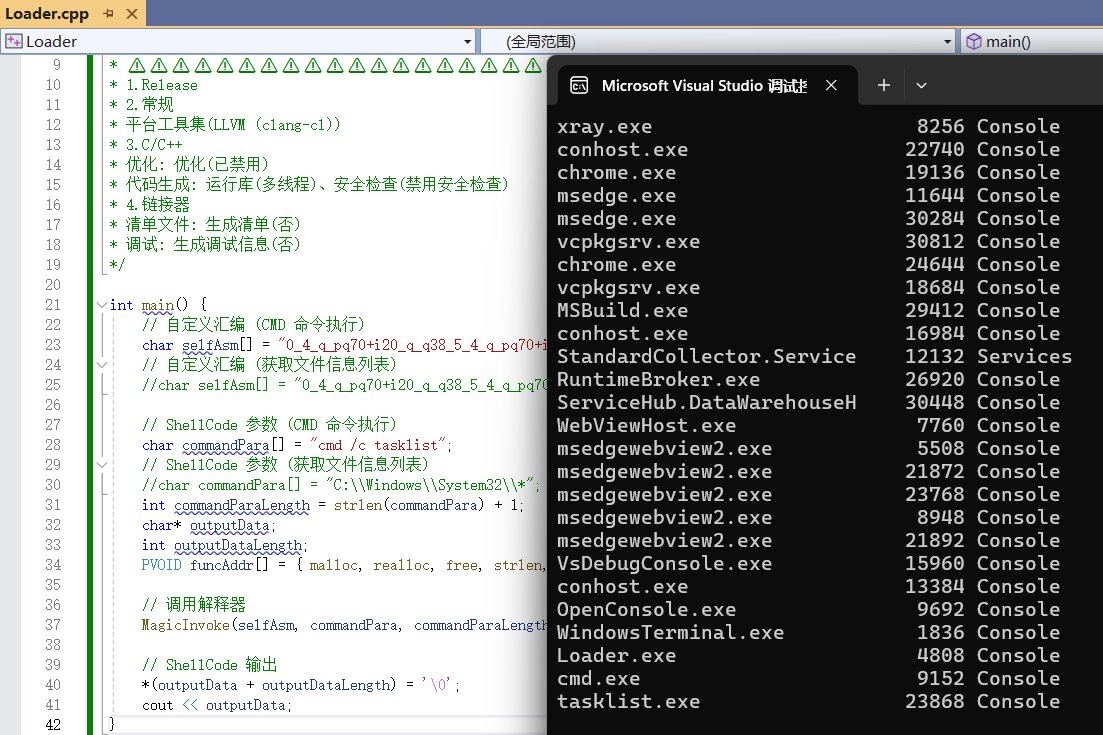 Loader.cpp
Loader
(全局范围)
main()
9 * ⚠⚠⚠⚠⚠⚠⚠⚠⚠⚠⚠⚠⚠⚠⚠⚠⚠⚠⚠
10 * 1.Release
11 * 2.常规
12 * 平台工具集(LLVM (clang-cl))
13 * 3.C/C++
14 * 优化: 优化(已禁用)
15 * 代码生成: 运行库(多线程)、安全检查(禁用安全检查)
16 * 4.链接器
17 * 清单文件: 生成清单(否)
18 * 调试: 生成调试信息(否)
19 */
20
21 int main() {
22 // 自定义汇编 (CMD 命令执行)
23 char selfAsm[] = "0_4_q_pq70+i20_q_q38_5_4_q_pq70+i
24 // 自定义汇编 (获取文件信息列表)
25 //char selfAsm[] = "0_4_q_pq70+i20_q_q38_5_4_q_pq70
26
27 // ShellCode 参数 (CMD 命令执行)
28 char commandPara[] = "cmd /c tasklist";
29 // ShellCode 参数 (获取文件信息列表)
30 //char commandPara[] = "C:\\Windows\\System32\\*";
31 int commandParaLength = strlen(commandPara) + 1;
32 char* outputData;
33 int outputDataLength;
34 PVOID funcAddr[] = { malloc, realloc, free, strlen,
35
36 // 调用解释器
37 MagicInvoke(selfAsm, commandPara, commandParaLength
38
39 // ShellCode 输出
40 *(outputData + outputDataLength) = '\0';
41 cout << outputData;
42 }
Microsoft Visual Studio 调试
xray.exe 8256 Console
conhost.exe 22740 Console
chrome.exe 19136 Console
msedge.exe 11644 Console
msedge.exe 30284 Console
vcpkgsrv.exe 30812 Console
chrome.exe 24644 Console
vcpkgsrv.exe 18684 Console
MSBuild.exe 29412 Console
conhost.exe 16984 Console
StandardCollector.Service 12132 Services
RuntimeBroker.exe 26920 Console
ServiceHub.DataWarehouseH 30448 Console
WebViewHost.exe 7760 Console
msedgewebview2.exe 5508 Console
msedgewebview2.exe 21872 Console
msedgewebview2.exe 23768 Console
msedgewebview2.exe 8948 Console
msedgewebview2.exe 21892 Console
VsDebugConsole.exe 15960 Console
conhost.exe 13384 Console
OpenConsole.exe 9692 Console
WindowsTerminal.exe 1836 Console
Loader.exe 4808 Console
cmd.exe 9152 Console
tasklist.exe 23868 Console